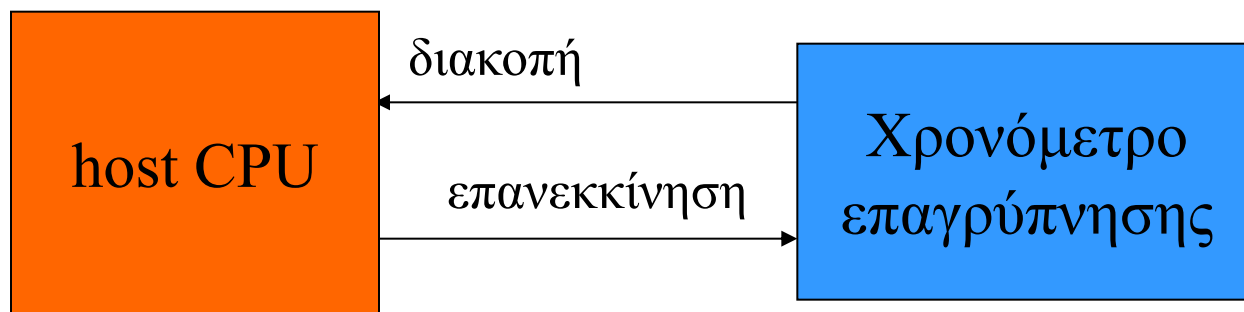 διακοπή
host CPU
επανεκκίνηση
Χρονόμετρο
επαγρύπνησης